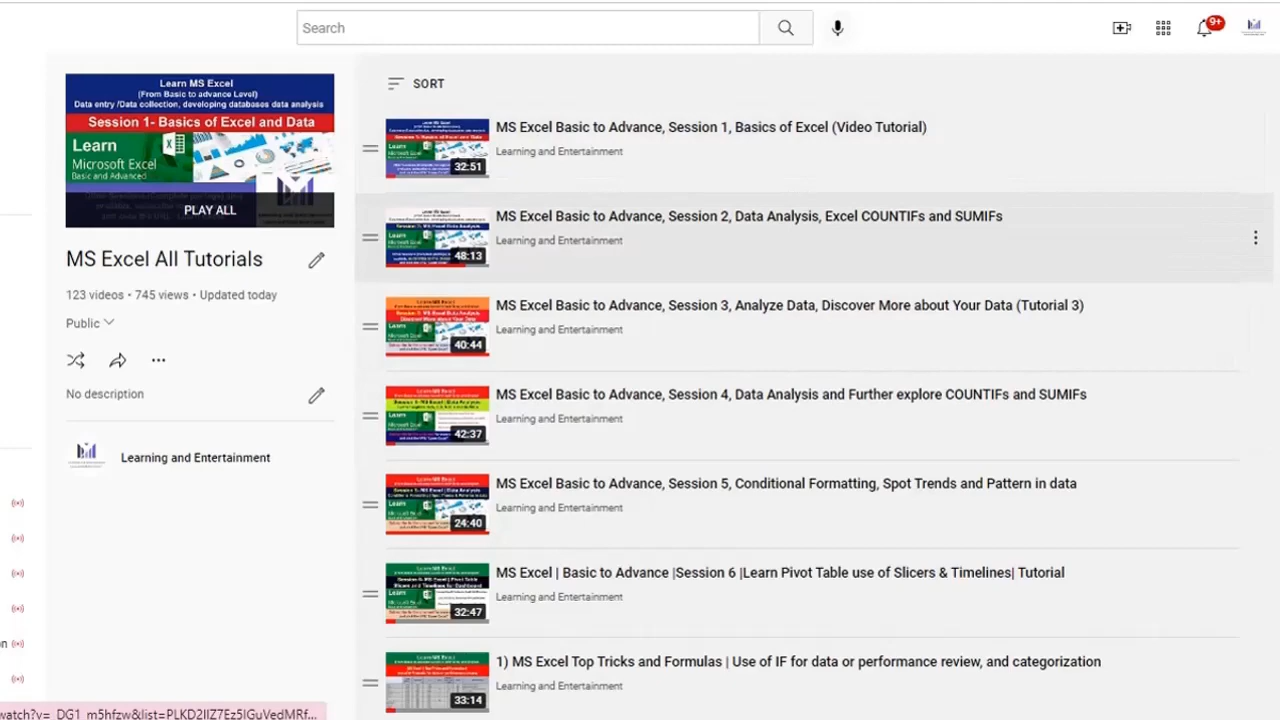 Search
9+
Learn MS Excel
(From Basic to advance Level)
Data entry /Data collection, developing databases data analysis
Session 1- Basics of Excel and Data
Learn
Microsoft Excel
Basic and Advanced
PLAY ALL
MS Excel All Tutorials
123 videos • 745 views • Updated today
Public
No description
Learning and Entertainment
SORT
MS Excel Basic to Advance, Session 1, Basics of Excel (Video Tutorial)
Learning and Entertainment
32:51
MS Excel Basic to Advance, Session 2, Data Analysis, Excel COUNTIFs and SUMIFs
Learning and Entertainment
48:13
MS Excel Basic to Advance, Session 3, Analyze Data, Discover More about Your Data (Tutorial 3)
Learning and Entertainment
40:44
MS Excel Basic to Advance, Session 4, Data Analysis and Further explore COUNTIFs and SUMIFs
Learning and Entertainment
42:37
MS Excel Basic to Advance, Session 5, Conditional Formatting, Spot Trends and Pattern in data
Learning and Entertainment
24:40
MS Excel | Basic to Advance |Session 6 |Learn Pivot Table, Insert Slicers & Timelines| Tutorial
Learning and Entertainment
32:47
1) MS Excel Top Tricks and Formulas | Use of IF for data or performance review, and categorization
Learning and Entertainment
33:14